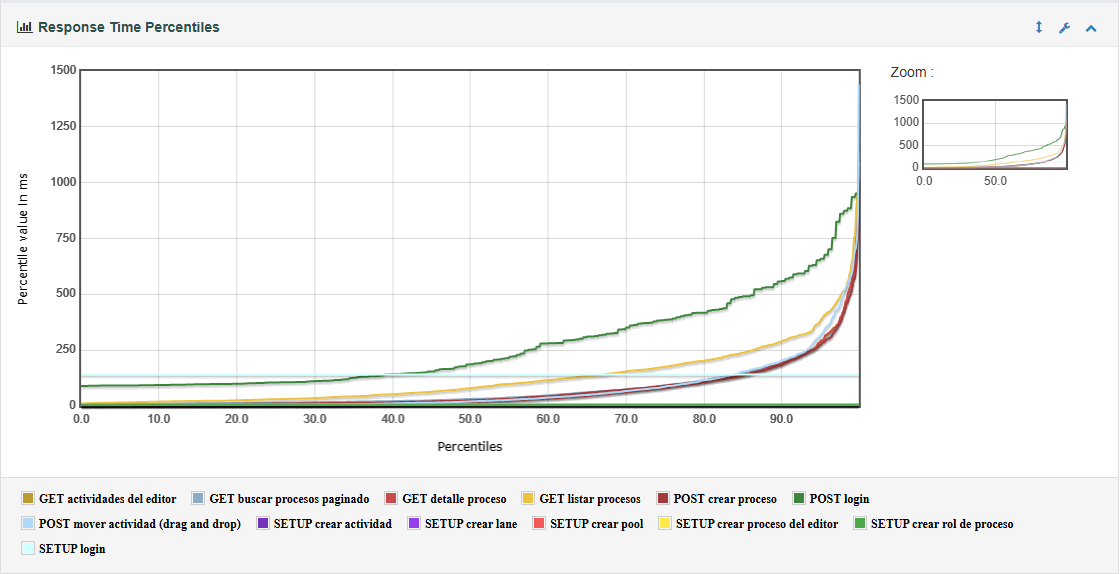 Response Time Percentiles
Zoom :
1500
1250
1000
750
500
250
0
Percentile value in ms
0.0 10.0 20.0 30.0 40.0 50.0 60.0 70.0 80.0 90.0
Percentiles
1500
1000
500
0
0.0 50.0
GET actividades del editor GET buscar procesos paginado GET detalle proceso GET listar procesos POST crear proceso POST login
POST mover actividad (drag and drop) SETUP crear actividad SETUP crear lane SETUP crear pool SETUP crear proceso del editor SETUP crear rol de proceso
SETUP login